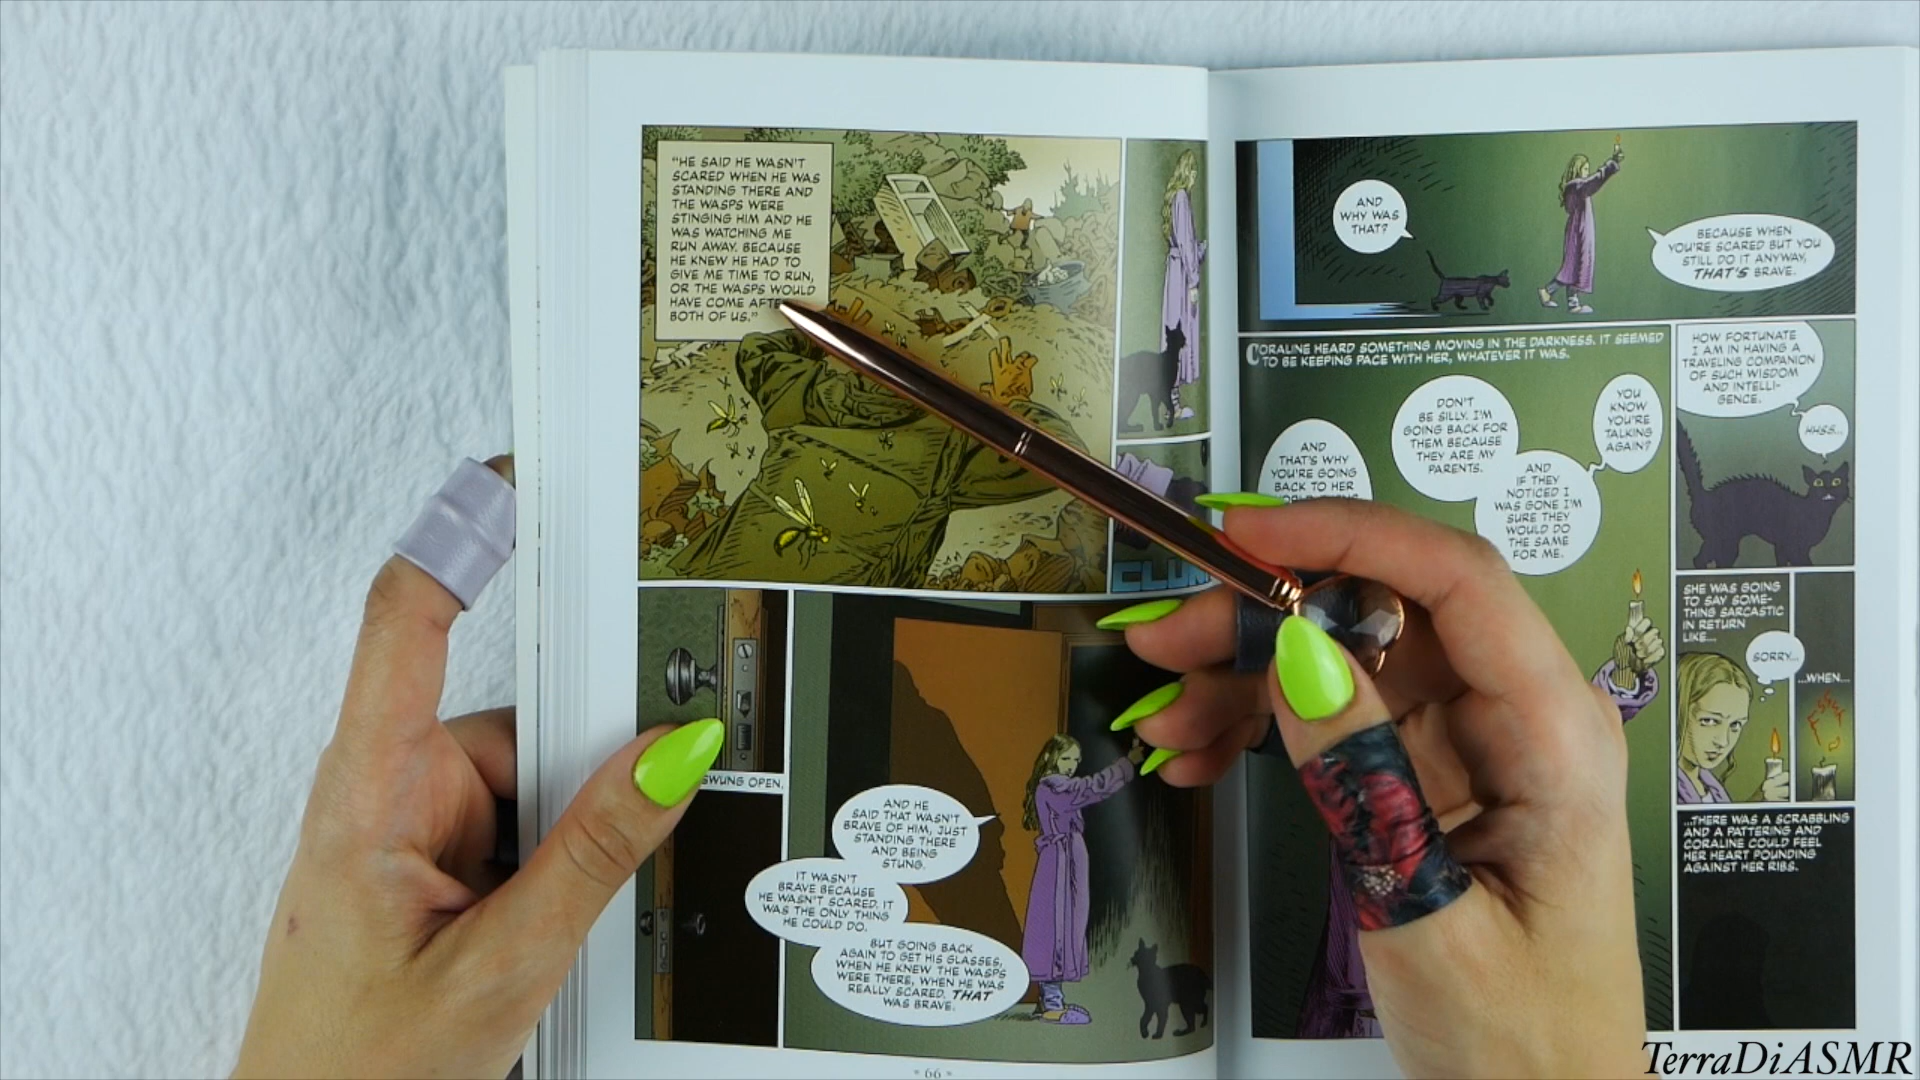 "HE SAID HE WASN'T
SCARED WHEN HE WAS
STANDING THERE AND
THE WASPS WERE
STINGING HIM AND HE
WAS WATCHING ME
RUN AWAY. BECAUSE
HE KNEW HE HAD TO
GIVE ME TIME TO RUN,
OR THE WASPS WOULD
HAVE COME AFTE
BOTH OF US."
CLUN
SWUNG OPEN.
AND HE
SAID THAT WASN'T
BRAVE OF HIM, JUST
STANDING THERE
AND BEING
STUNG.
IT WASN'T
BRAVE BECAUSE
HE WASN'T SCARED. IT
WAS THE ONLY THING
HE COULD DO.
BUT GOING BACK
AGAIN TO GET HIS GLASSES,
WHEN HE KNEW THE WASPS
WERE THERE, WHEN HE WAS
REALLY SCARED. THAT
WAS BRAVE.
66
AND
WHY WAS
THAT?
BECAUSE WHEN
YOU'RE SCARED BUT YOU
STILL DO IT ANYWAY,
THAT'S BRAVE.
CORALINE HEARD SOMETHING MOVING IN THE DARKNESS. IT SEEMED
TO BE KEEPING PACE WITH HER, WHATEVER IT WAS.
AND
THAT'S WHY
YOU'RE GOING
BACK TO HER
DON'T
BE SILLY. I'M
GOING BACK FOR
THEM BECAUSE
THEY ARE MY
PARENTS.
AND
IF THEY
NOTICED I
WAS GONE I'M
SURE THEY
WOULD DO
THE SAME
FOR ME.
YOU
KNOW
YOU'RE
TALKING
AGAIN?
HOW FORTUNATE
I AM IN HAVING A
TRAVELING COMPANION
OF SUCH WISDOM
AND INTELLI-
GENCE.
HHSS...
SHE WAS GOING
TO SAY SOME-
THING SARCASTIC
IN RETURN
LIKE...
SORRY...
...WHEN...
...THERE WAS A SCRABBLING
AND A PATTERING AND
CORALINE COULD FEEL
HER HEART POUNDING
AGAINST HER RIBS.
TerraDiASMR